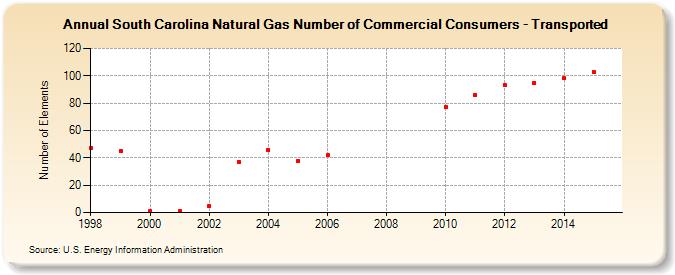 Annual South Carolina Natural Gas Number of Commercial Consumers - Transported
Number of Elements
120
100
80
60
40
20
0
1998 2000 2002 2004 2006 2008 2010 2012 2014
Source: U.S. Energy Information Administration